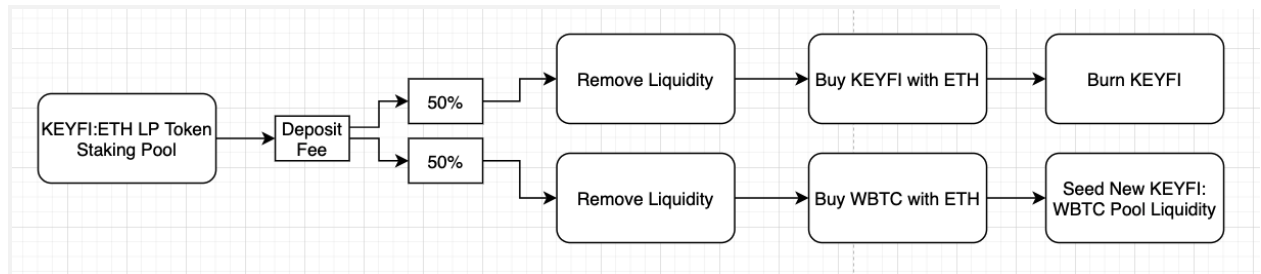 KEYFI:ETH LP Token
Staking Pool
Deposit
Fee
50%
Remove Liquidity
Buy KEYFI with ETH
Burn KEYFI
50%
Remove Liquidity
Buy WBTC with ETH
Seed New KEYFI:
WBTC Pool Liquidity